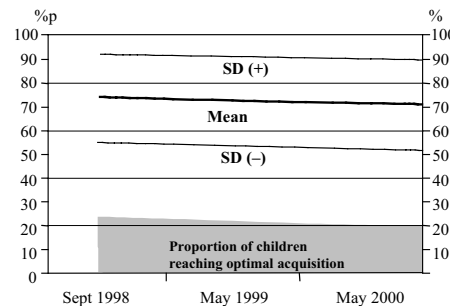 %p %
100 100
90 90
SD (+)
80 80
70 70
Mean
60 60
50 50
SD (–)
40 40
30 30
20 20
Proportion of children
10 10
reaching optimal acquisition
0 0
Sept 1998 May 1999 May 2000